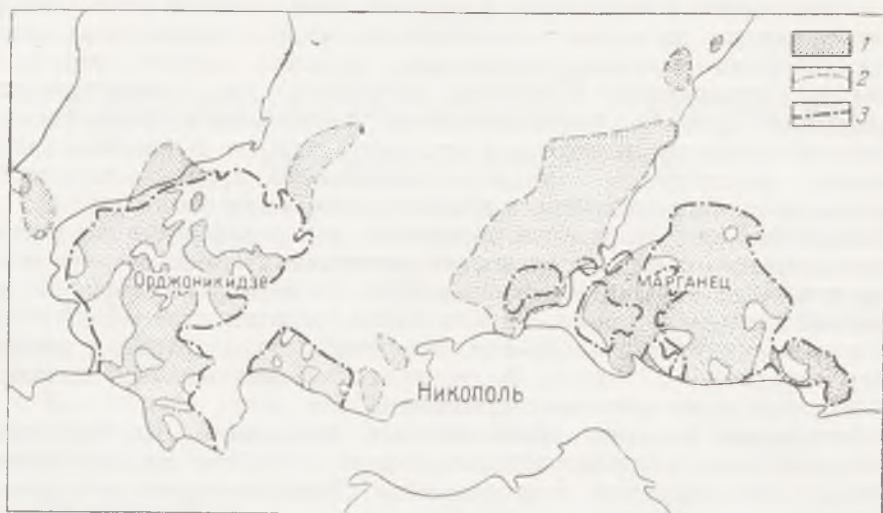 1
2
3
Орджоникидзе
МАРГАНЕЦ
Никополь